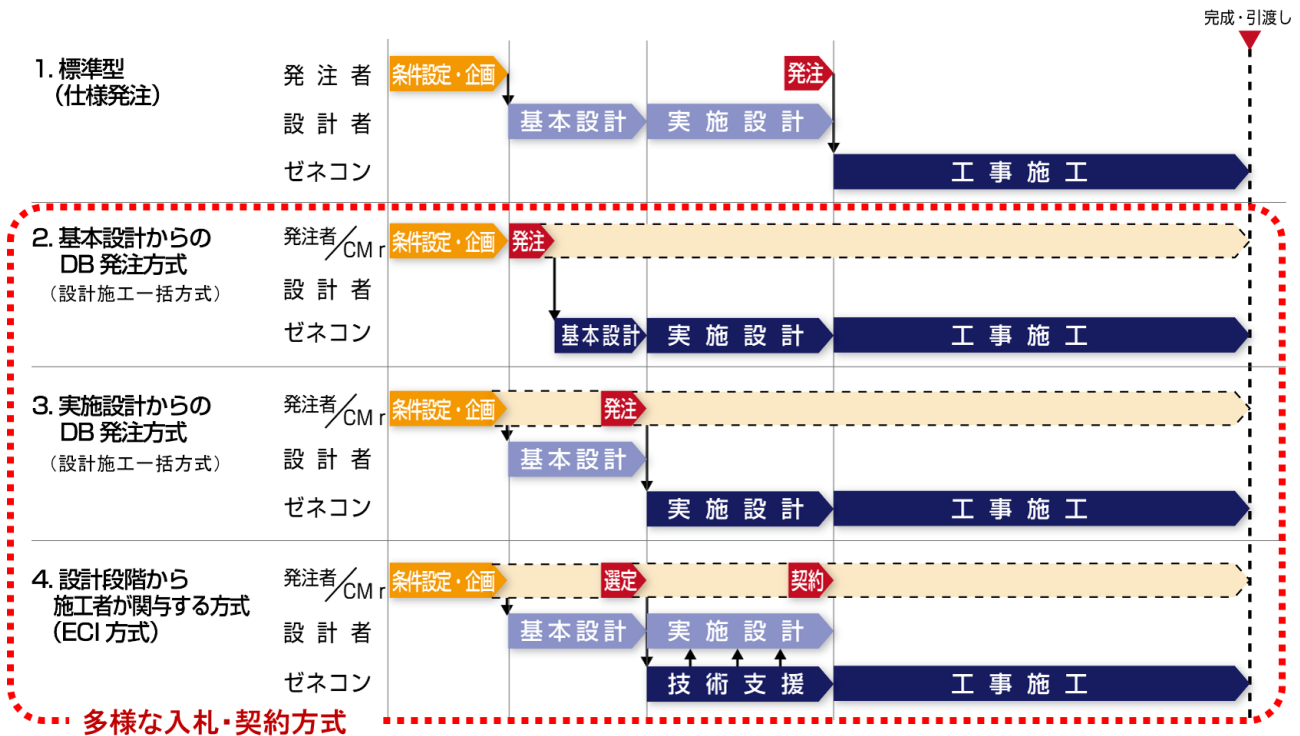 完成・引渡し
1. 標準型
（仕様発注）
発注者
条件設定・企画
発注
設計者
基本設計
実施設計
ゼネコン
工事施工
2. 基本設計からの
DB 発注方式
（設計施工一括方式）
発注者／CMr
条件設定・企画
発注
設計者
ゼネコン
基本設計
実施設計
工事施工
3. 実施設計からの
DB 発注方式
（設計施工一括方式）
発注者／CMr
条件設定・企画
発注
設計者
基本設計
ゼネコン
実施設計
工事施工
4. 設計段階から
施工者が関与する方式
（ECI 方式）
発注者／CMr
条件設定・企画
選定
契約
設計者
基本設計
実施設計
ゼネコン
技術支援
工事施工
多様な入札・契約方式